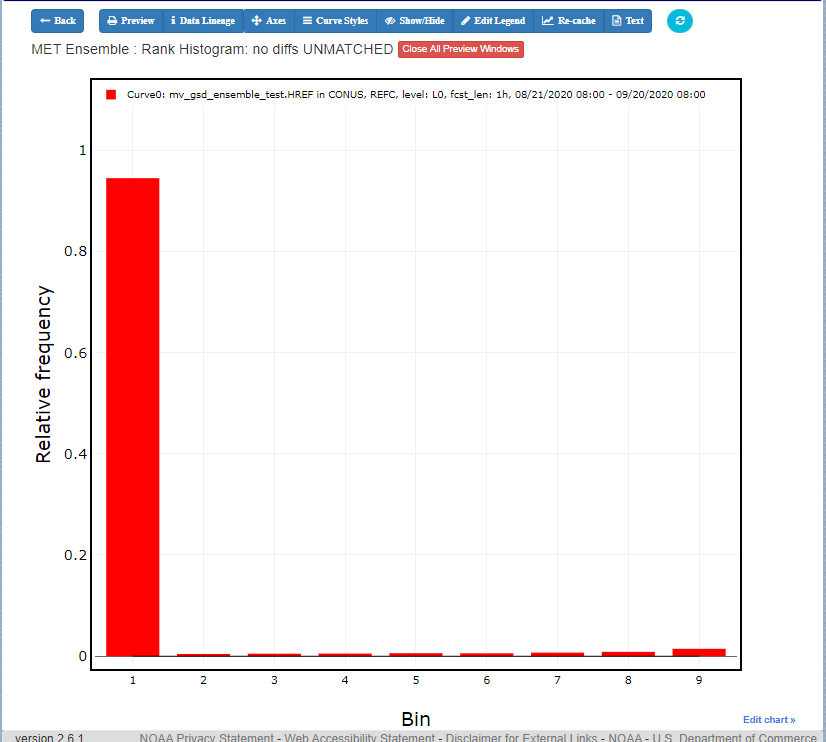 Back Preview Data Lineage Axes Curve Styles Show/Hide Edit Legend Re-cache Text
MET Ensemble : Rank Histogram: no diffs UNMATCHED Close All Preview Windows
Curve0: mv_gsd_ensemble_test.HREF in CONUS, REFC, level: L0, fcst_len: 1h, 08/21/2020 08:00 - 09/20/2020 08:00
1
0.8
0.6
0.4
0.2
0
Relative frequency
1 2 3 4 5 6 7 8 9
Bin
Edit chart »
version 2.6.1 NOAA Privacy Statement - Web Accessibility Statement - Disclaimer for External Links - NOAA - U.S. Department of Commerce